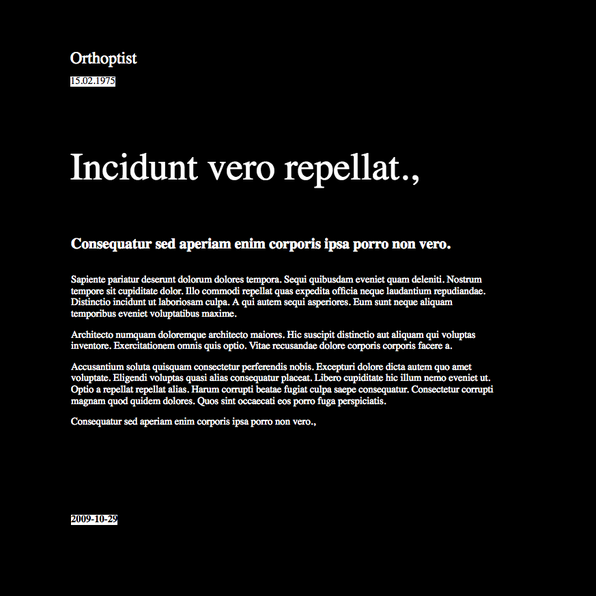 Orthoptist
15.02.1975
Incidunt vero repellat.,
Consequatur sed aperiam enim corporis ipsa porro non vero.
Sapiente pariatur deserunt dolorum dolores tempora. Sequi quibusdam eveniet quam deleniti. Nostrum
tempore sit cupiditate dolor. Illo commodi repellat quas expedita officia neque laudantium repudiandae.
Distinctio incidunt ut laboriosam culpa. A qui autem sequi asperiores. Eum sunt neque aliquam
temporibus eveniet voluptatibus maxime.
Architecto numquam doloremque architecto maiores. Hic suscipit distinctio aut aliquam qui voluptas
inventore. Exercitationem omnis quis optio. Vitae recusandae dolore corporis corporis facere a.
Accusantium soluta quisquam consectetur perferendis nobis. Excepturi dolore dicta autem quo amet
voluptate. Eligendi voluptas quasi alias consequatur placeat. Libero cupiditate hic illum nemo eveniet ut.
Optio a repellat repellat alias. Harum corrupti beatae fugiat culpa saepe consequatur. Consectetur corrupti
magnam quod quidem dolores. Quos sint occaecati eos porro fuga perspiciatis.
Consequatur sed aperiam enim corporis ipsa porro non vero.,
2009-10-29